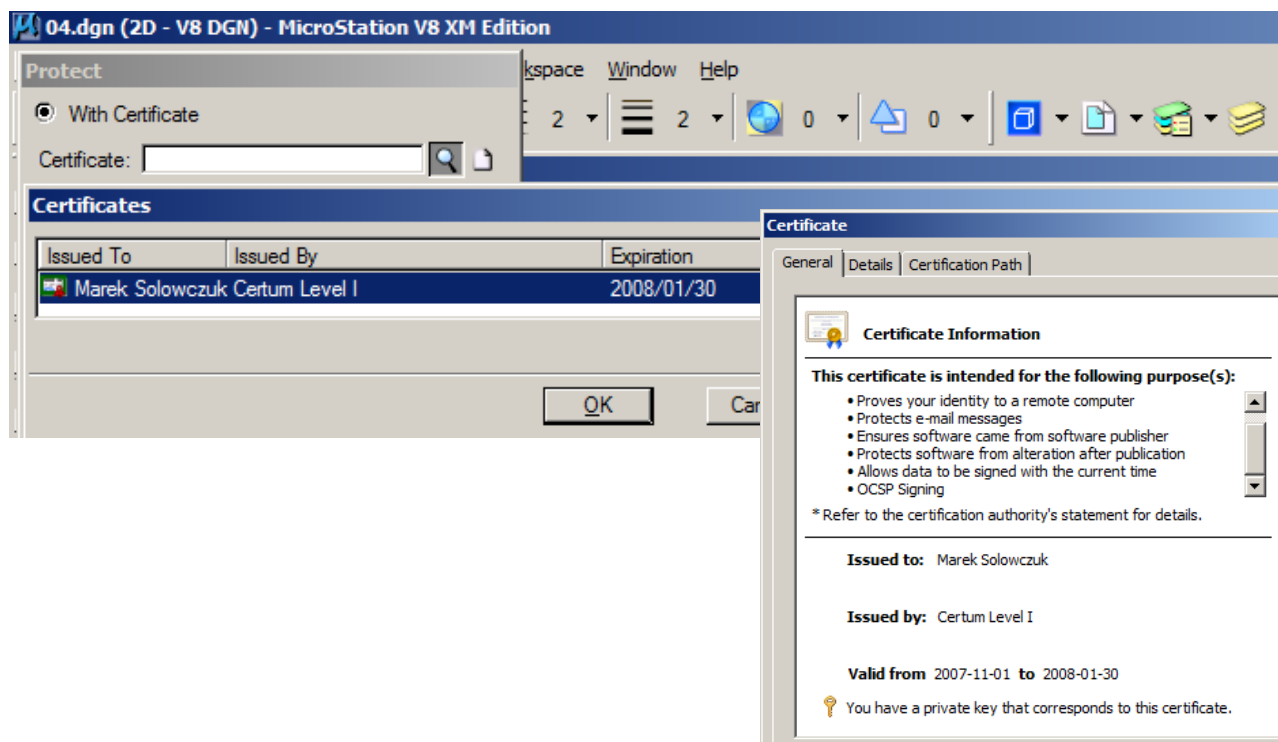 04.dgn (2D - V8 DGN) - MicroStation V8 XM Edition
Protect
kspace Window Help
With Certificate
2 2 0 0
Certificate:
Certificates
Issued To Issued By Expiration
Marek Solowczuk Certum Level I 2008/01/30
OK Can
Certificate
General Details Certification Path
Certificate Information
This certificate is intended for the following purpose(s):
• Proves your identity to a remote computer
• Protects e-mail messages
• Ensures software came from software publisher
• Protects software from alteration after publication
• Allows data to be signed with the current time
• OCSP Signing
* Refer to the certification authority's statement for details.
Issued to: Marek Solowczuk
Issued by: Certum Level I
Valid from 2007-11-01 to 2008-01-30
You have a private key that corresponds to this certificate.